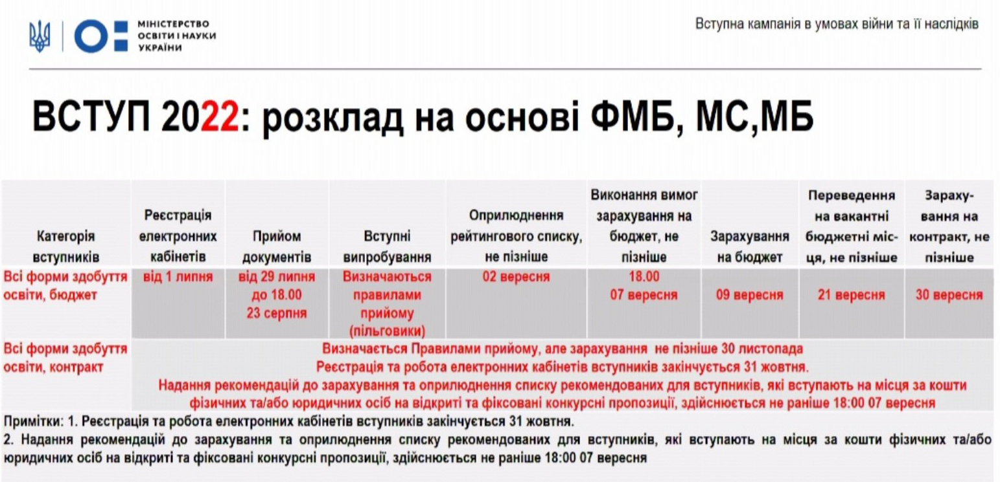 МІНІСТЕРСТВО
ОСВІТИ І НАУКИ
УКРАЇНИ
Вступна кампанія в умовах війни та її наслідків
ВСТУП 2022: розклад на основі ФМБ, МС,МБ
Категорія
вступників
Реєстрація
електронних
кабінетів
Прийом
документів
Вступні
випробування
Оприлюднення
рейтингового списку,
не пізніше
Виконання вимог
зарахування на
бюджет, не
пізніше
Зарахування
на бюджет
Переведення
на вакантні
бюджетні міс-
ця, не пізніше
Зараху-
вання на
контракт, не
пізніше
Всі форми здобуття
освіти, бюджет
від 1 липня
від 29 липня
до 18.00
23 серпня
Визначаються
правилами
прийому
(пільговики)
02 вересня
18.00
07 вересня
09 вересня
21 вересня
30 вересня
Всі форми здобуття
освіти, контракт
Визначається Правилами прийому, але зарахування не пізніше 30 листопада
Реєстрація та робота електронних кабінетів вступників закінчується 31 жовтня.
Надання рекомендацій до зарахування та оприлюднення списку рекомендованих для вступників, які вступають на місця за кошти
фізичних та/або юридичних осіб на відкриті та фіксовані конкурсні пропозиції, здійснюється не раніше 18:00 07 вересня
Примітки: 1. Реєстрація та робота електронних кабінетів вступників закінчується 31 жовтня.
2. Надання рекомендацій до зарахування та оприлюднення списку рекомендованих для вступників, які вступають на місця за кошти фізичних та/або
юридичних осіб на відкриті та фіксовані конкурсні пропозиції, здійснюється не раніше 18:00 07 вересня